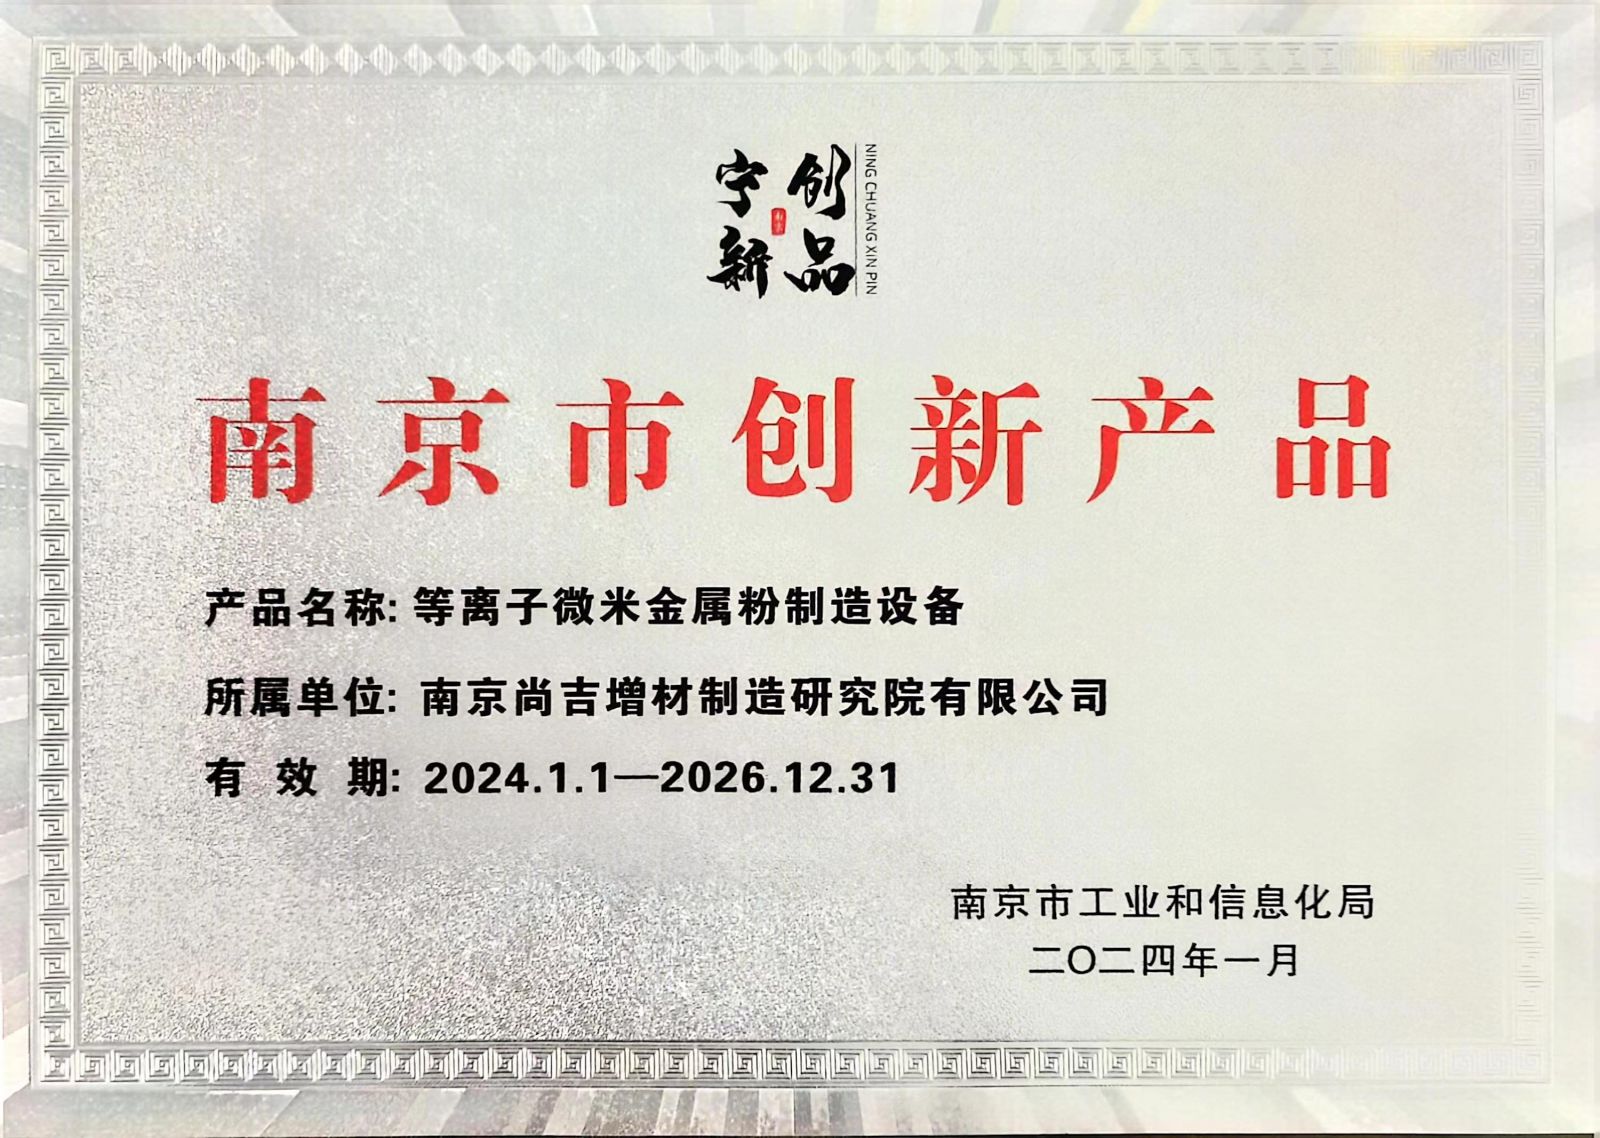 宁创
新品
南京
NING CHUANG XIN PIN
南京市创新产品
产品名称: 等离子微米金属粉制造设备
所属单位: 南京尚吉增材制造研究院有限公司
有效期: 2024.1.1—2026.12.31
南京市工业和信息化局
二〇二四年一月